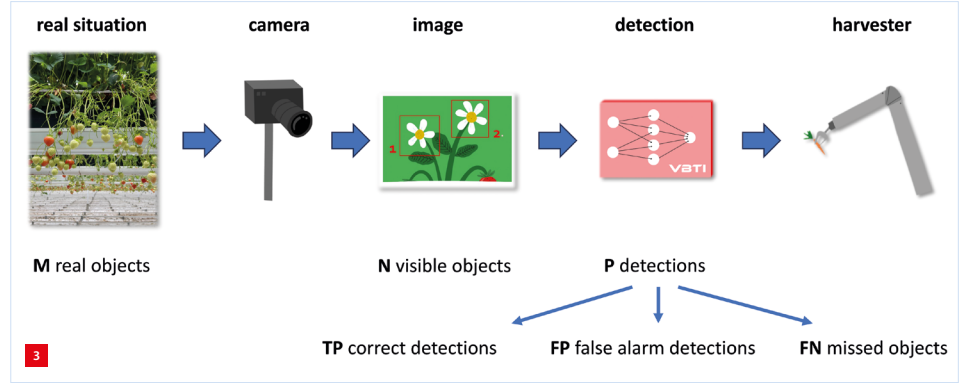 real situation
camera
image
detection
harvester
1
2
VBTI
M real objects
N visible objects
P detections
TP correct detections
FP false alarm detections
FN missed objects
3